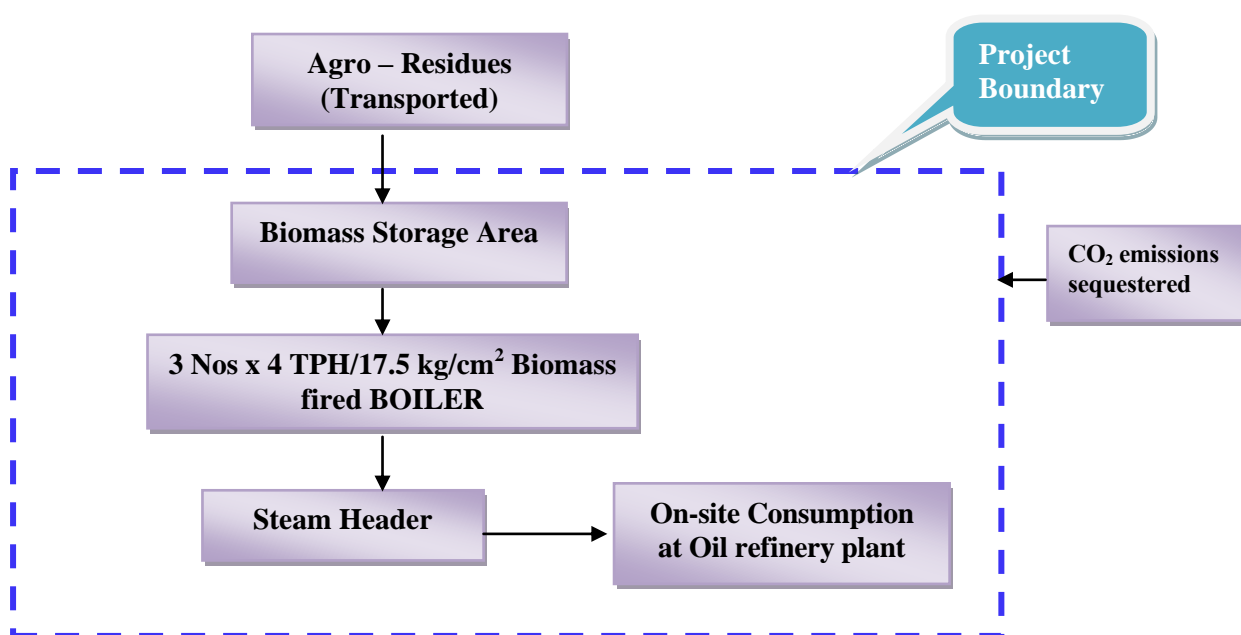 Agro – Residues
(Transported)
Project
Boundary
Biomass Storage Area
CO₂ emissions
sequestered
3 Nos x 4 TPH/17.5 kg/cm² Biomass
fired BOILER
Steam Header
On-site Consumption
at Oil refinery plant